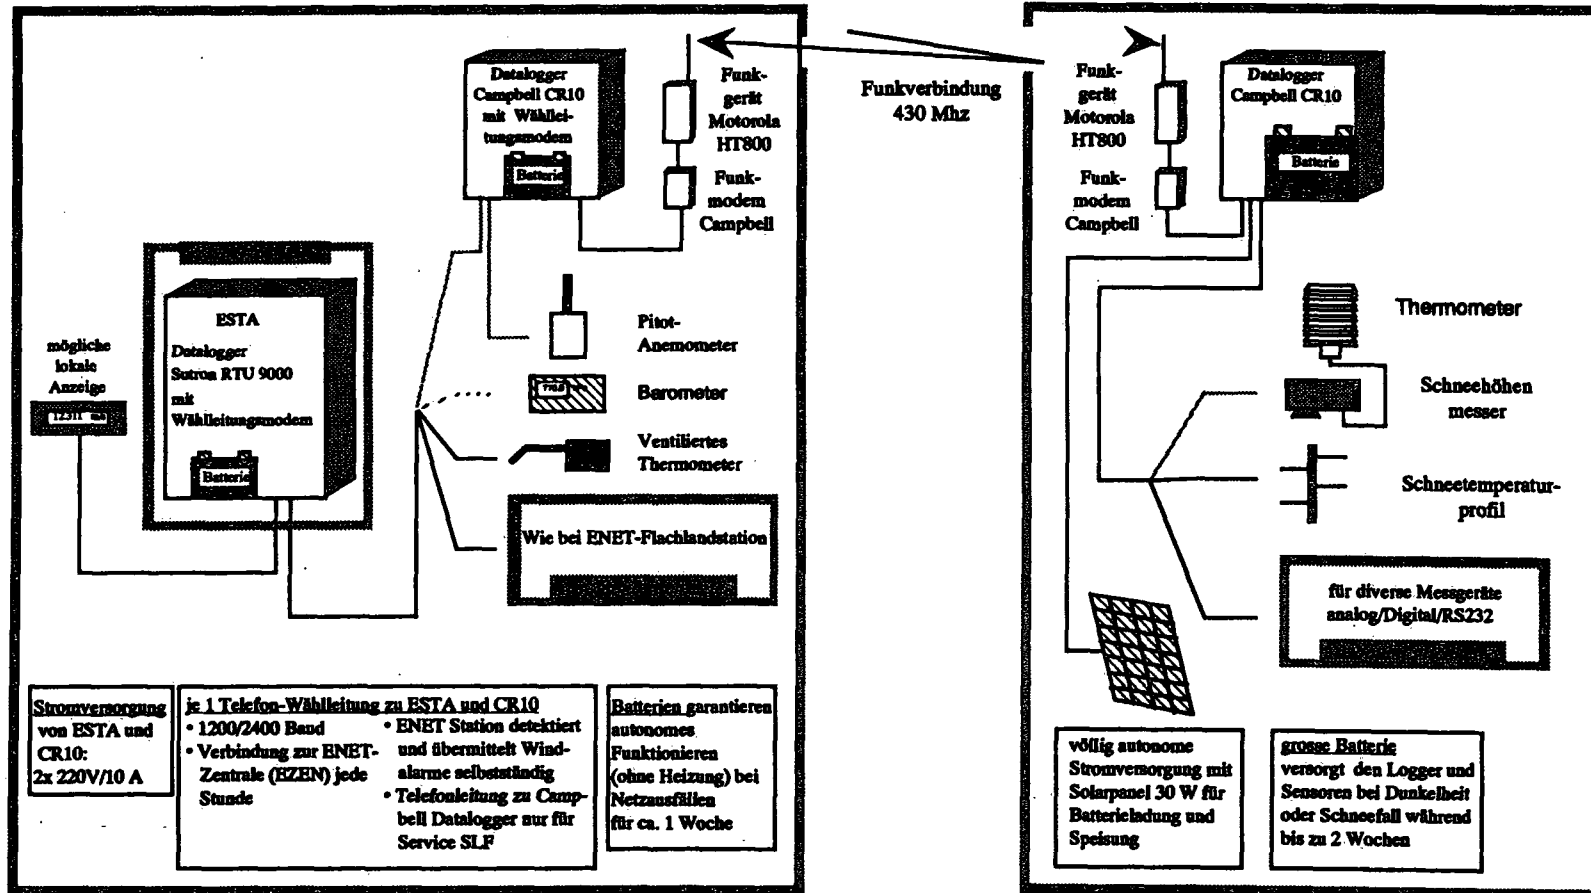 Datalogger
Campbell CR10
mit Wähllei-
tungsmodem
Batterie
Funk-
gerät
Motorola
HT800
Funk-
modem
Campbell
ESTA
Datalogger
Sutron RTU 9000
mit
Wählleitungsmodem
Batterie
mögliche
lokale
Anzeige
12.311
Pitot-
Anemometer
Barometer
Ventiliertes
Thermometer
Wie bei ENET-Flachlandstation
Stromversorgung
von ESTA und
CR10:
2x 220V/10 A
je 1 Telefon-Wählleitung zu ESTA und CR10
• 1200/2400 Baud
• Verbindung zur ENET-
Zentrale (EZEN) jede
Stunde
• ENET Station detektiert
und übermittelt Wind-
alarme selbstständig
• Telefonleitung zu Camp-
bell Datalogger nur für
Service SLF
Batterien garantieren
autonomes
Funktionieren
(ohne Heizung) bei
Netzausfällen
für ca. 1 Woche
Funkverbindung
430 Mhz
Funk-
gerät
Motorola
HT800
Funk-
modem
Campbell
Datalogger
Campbell CR10
Batterie
Thermometer
Schneehöhen
messer
Schneetemperatur-
profil
für diverse Messgeräte
analog/Digital/RS232
völlig autonome
Stromversorgung mit
Solarpanel 30 W für
Batterieladung und
Speisung
grosse Batterie
versorgt den Logger und
Sensoren bei Dunkelheit
oder Schneefall während
bis zu 2 Wochen